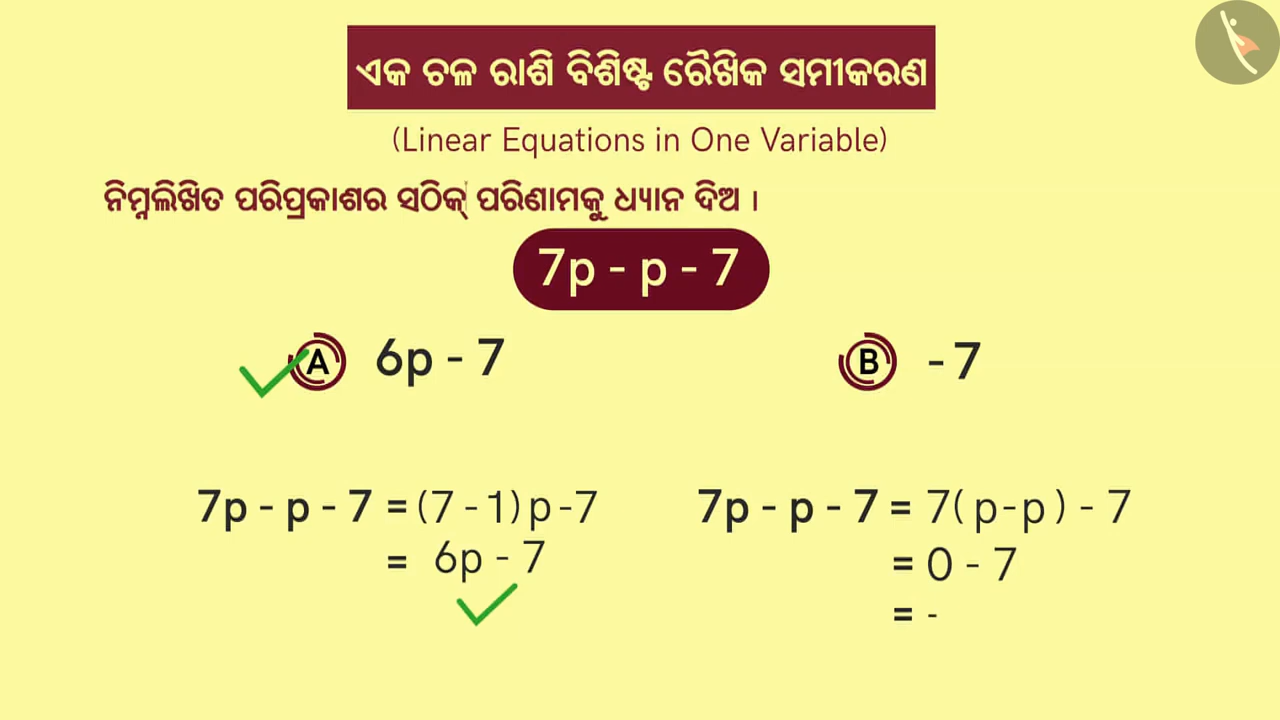 ଏକ ଚଳ ରାଶି ବିଶିଷ୍ଟ ରୈଖିକ ସମୀକରଣ
(Linear Equations in One Variable)
ନିମ୍ନଲିଖିତ ପରିପ୍ରକାଶର ସଠିକ୍ ପରିଣାମକୁ ଧ୍ୟାନ ଦିଅ ।
7p - p - 7
A 6p - 7
B - 7
7p - p - 7 = (7 - 1) p - 7
= 6p - 7
7p - p - 7 = 7( p-p ) - 7
= 0 - 7
= -